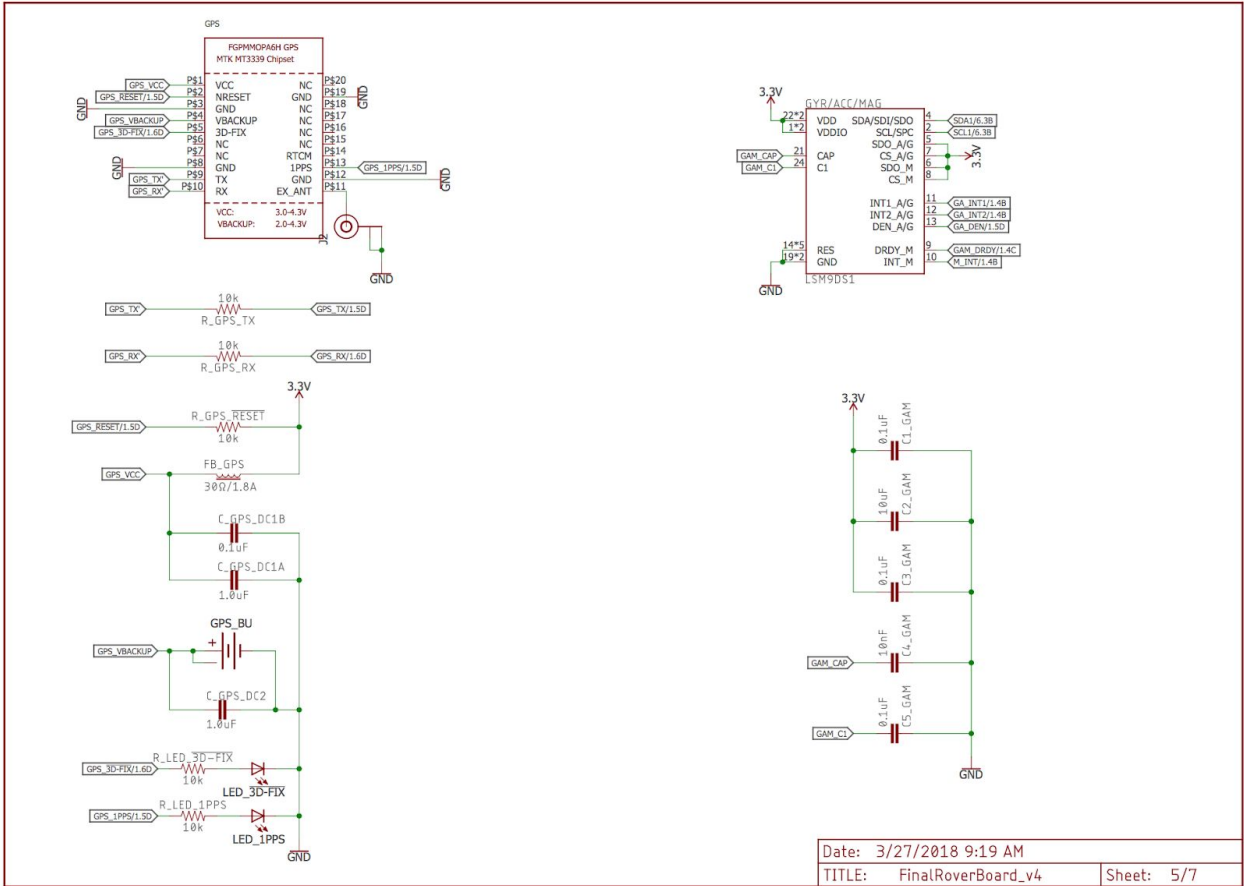 GPS
FGPMMOPA6H GPS
MTK MT3339 Chipset
GPS_VCC P$1 VCC NC P$20
GPS_RESET/1.5D P$2 NRESET GND P$19 GND
GND P$3 GND NC P$18
GPS_VBACKUP P$4 VBACKUP NC P$17
GPS_3D-FIX/1.6D P$5 3D-FIX NC P$16
P$6 NC NC P$15
P$7 NC RTCM P$14
GND P$8 GND 1PPS P$13 GPS_1PPS/1.5D
GPS_TX' P$9 TX GND P$12 GND
GPS_RX' P$10 RX EX_ANT P$11
VCC: 3.0-4.3V
VBACKUP: 2.0-4.3V
J2
GND
GPS_TX' 10k GPS_TX/1.5D
R_GPS_TX
GPS_RX' 10k GPS_RX/1.6D
R_GPS_RX
3.3V
R_GPS_RESET
GPS_RESET/1.5D
10k
FB_GPS
GPS_VCC
30Ω/1.8A
C_GPS_DC1B
0.1uF
C_GPS_DC1A
1.0uF
GPS_BU
+
GPS_VBACKUP
-
C_GPS_DC2
1.0uF
R_LED_3D-FIX
GPS_3D-FIX/1.6D
10k
LED_3D-FIX
R_LED_1PPS
GPS_1PPS/1.5D
10k
LED_1PPS
GND
3.3V
GYR/ACC/MAG
22*2 VDD SDA/SDI/SDO 4 SDA1/6.3B
1*2 VDDIO SCL/SPC 2 SCL1/6.3B
SDO_A/G 5
GAM_CAP 21 CAP CS_A/G 7 3.3V
GAM_C1 24 C1 SDO_M 6
CS_M 8
INT1_A/G 11 GA_INT1/1.4B
INT2_A/G 12 GA_INT2/1.4B
DEN_A/G 13 GA_DEN/1.5D
14*5 RES DRDY_M 9 GAM_DRDY/1.4C
19*2 GND INT_M 10 M_INT/1.4B
GND
LSM9DS1
3.3V
0.1uF C1_GAM
10uF C2_GAM
0.1uF C3_GAM
GAM_CAP 10nF C4_GAM
GAM_C1 0.1uF C5_GAM
GND
Date: 3/27/2018 9:19 AM
TITLE: FinalRoverBoard_v4 Sheet: 5/7